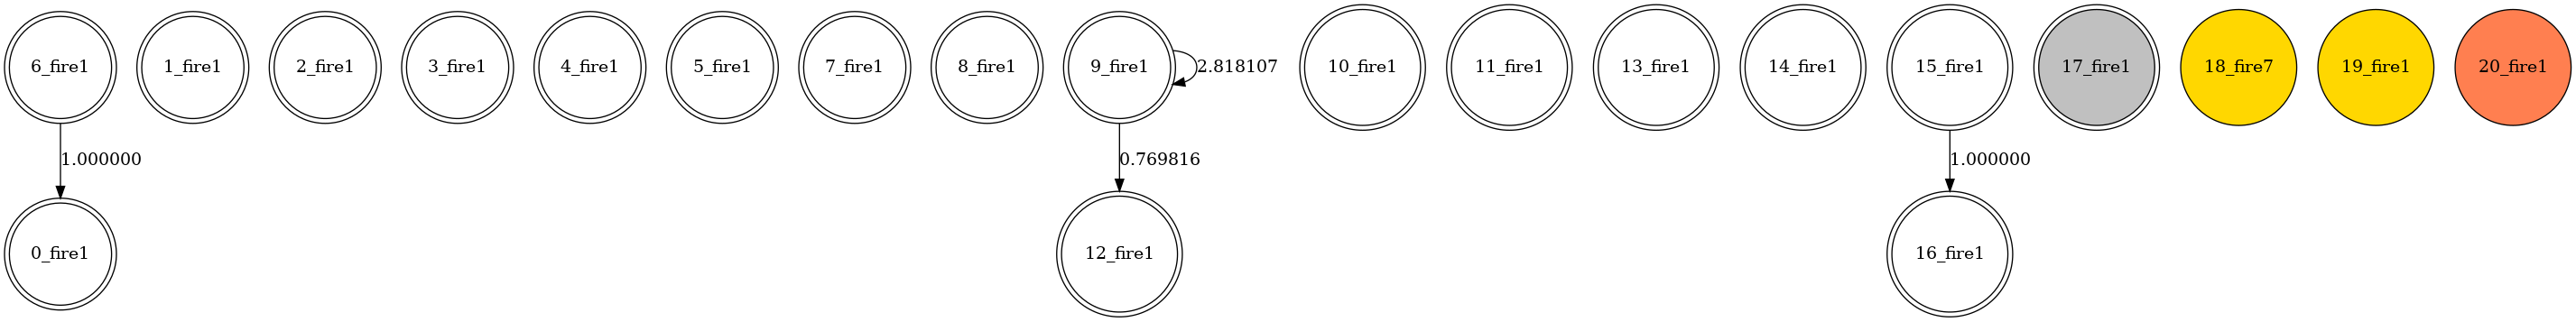 6_fire1
1_fire1
2_fire1
3_fire1
4_fire1
5_fire1
7_fire1
8_fire1
9_fire1
2.818107
10_fire1
11_fire1
13_fire1
14_fire1
15_fire1
17_fire1
18_fire7
19_fire1
20_fire1
1.000000
0.769816
1.000000
0_fire1
12_fire1
16_fire1